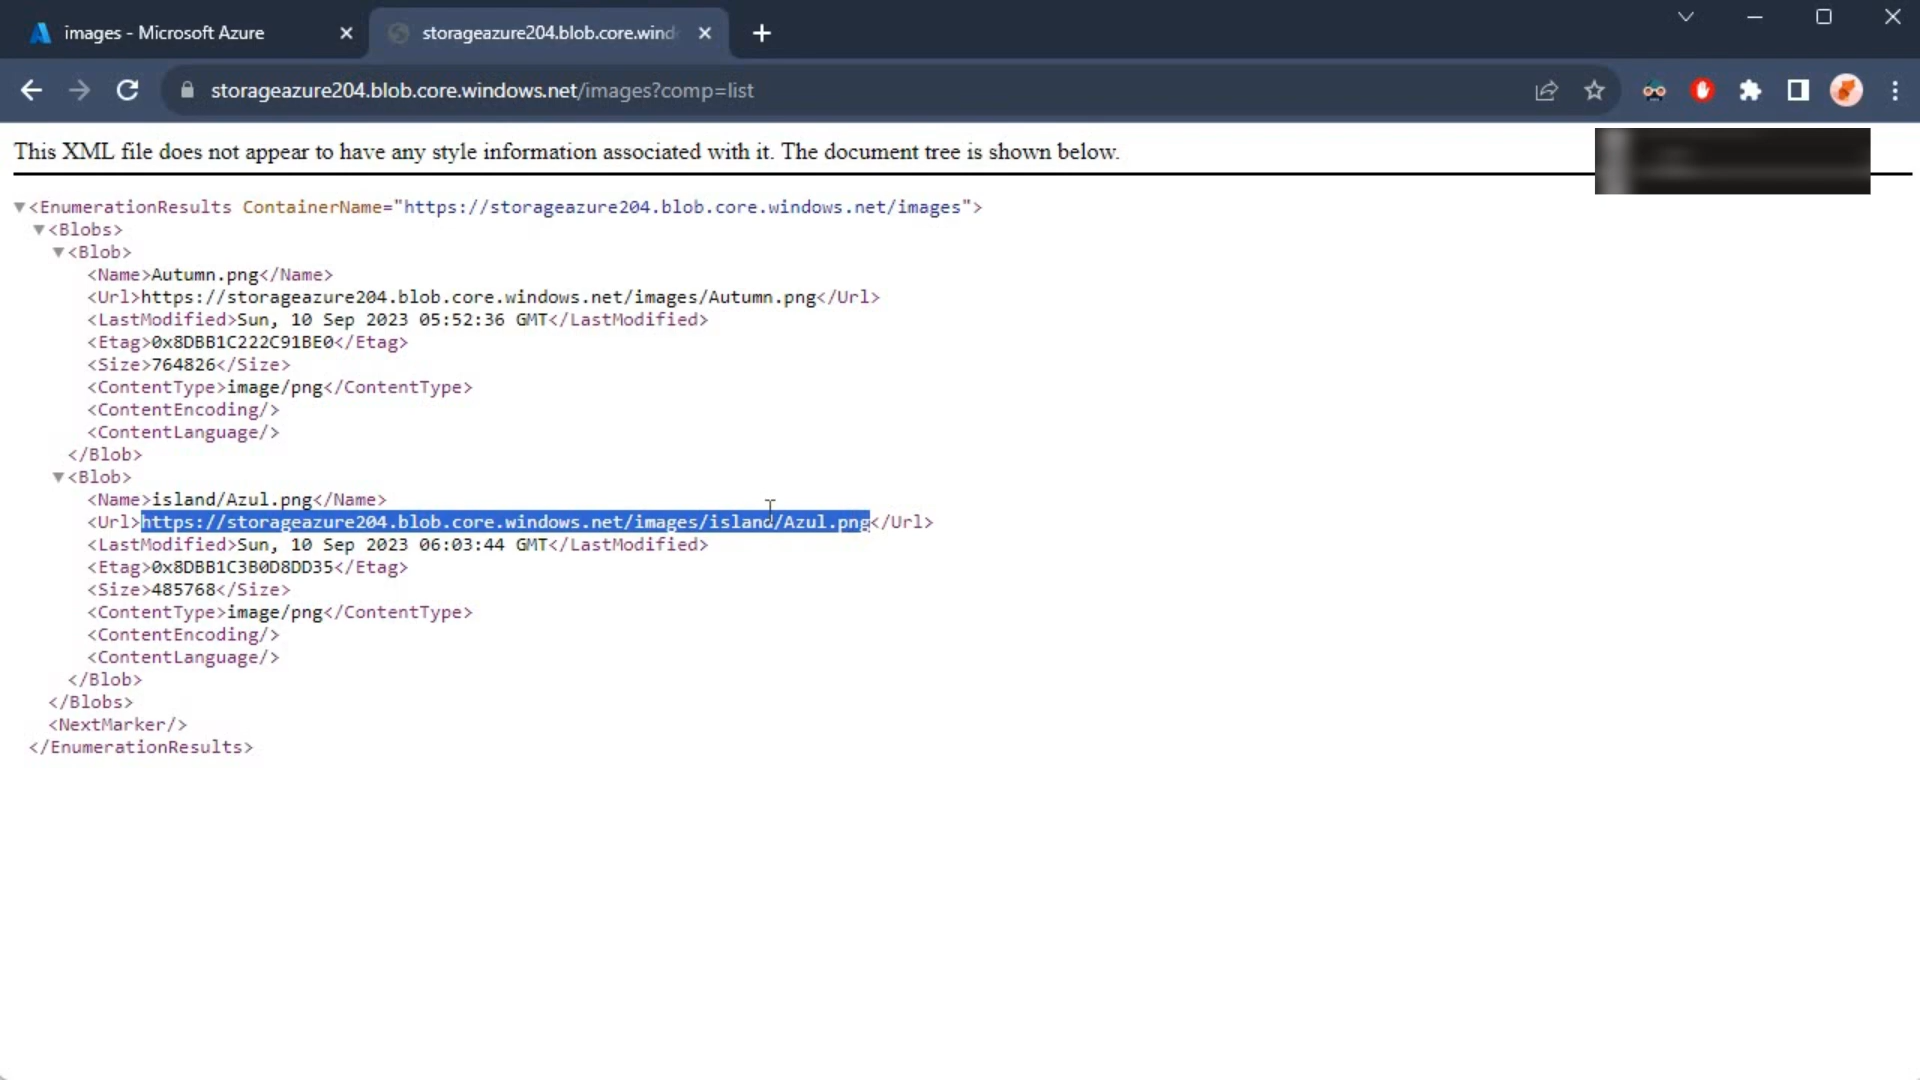 images - Microsoft Azure
storageazure204.blob.core.wind
storageazure204.blob.core.windows.net/images?comp=list
This XML file does not appear to have any style information associated with it. The document tree is shown below.
▼<EnumerationResults ContainerName="https://storageazure204.blob.core.windows.net/images">
▼<Blobs>
▼<Blob>
<Name>Autumn.png</Name>
<Url>https://storageazure204.blob.core.windows.net/images/Autumn.png</Url>
<LastModified>Sun, 10 Sep 2023 05:52:36 GMT</LastModified>
<Etag>0x8DBB1C222C91BE0</Etag>
<Size>764826</Size>
<ContentType>image/png</ContentType>
<ContentEncoding/>
<ContentLanguage/>
</Blob>
▼<Blob>
<Name>island/Azul.png</Name>
<Url>https://storageazure204.blob.core.windows.net/images/island/Azul.png</Url>
<LastModified>Sun, 10 Sep 2023 06:03:44 GMT</LastModified>
<Etag>0x8DBB1C3B0D8DD35</Etag>
<Size>485768</Size>
<ContentType>image/png</ContentType>
<ContentEncoding/>
<ContentLanguage/>
</Blob>
</Blobs>
<NextMarker/>
</EnumerationResults>